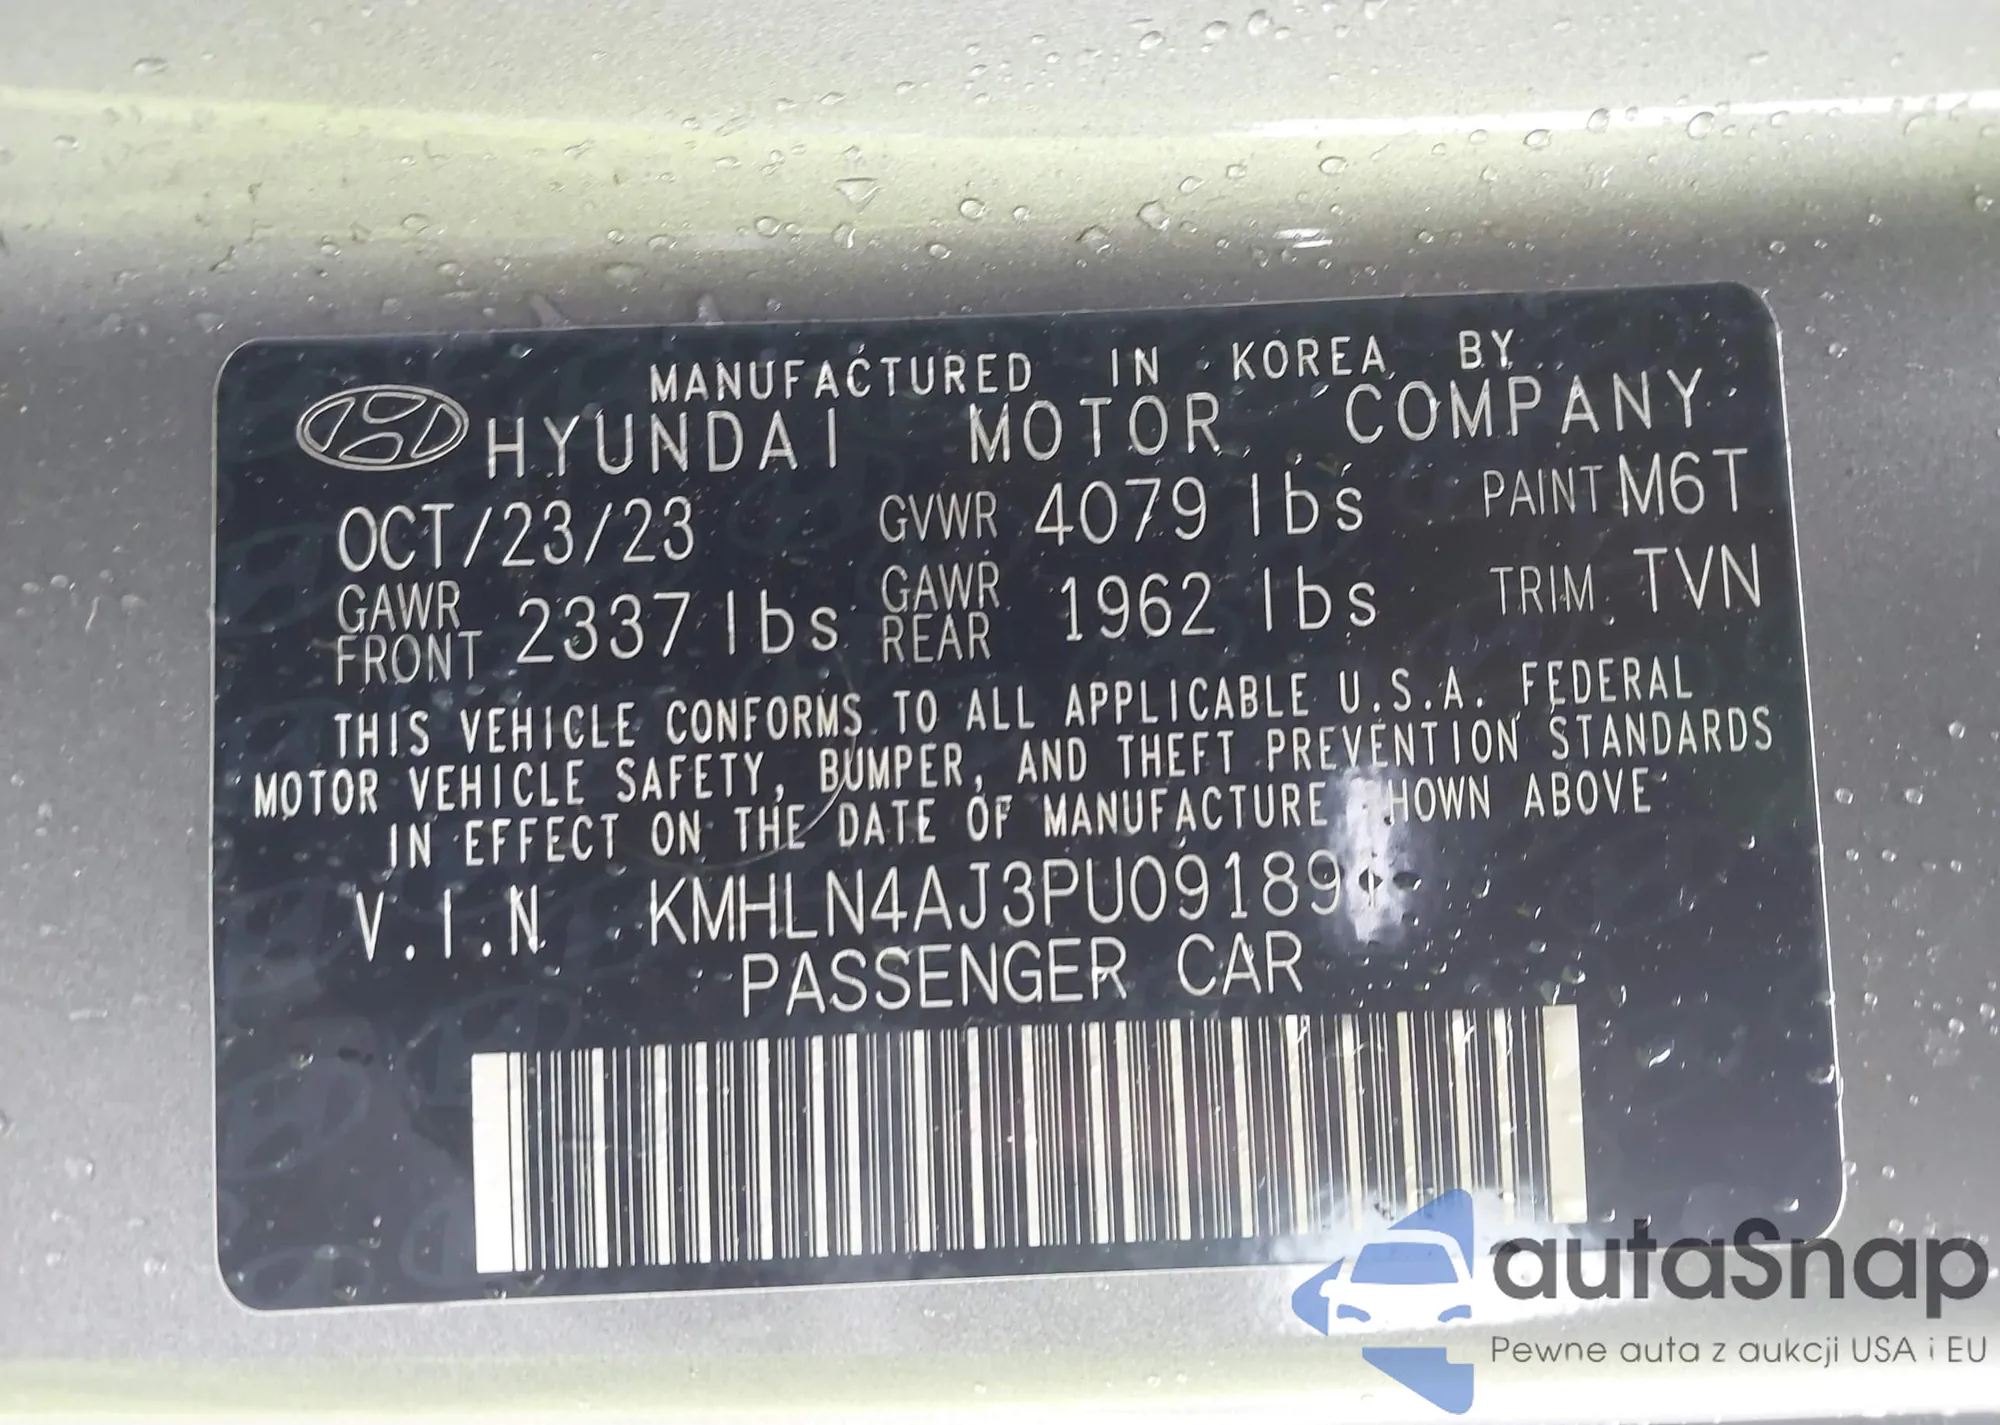 MANUFACTURED IN KOREA BY
HYUNDAI MOTOR COMPANY
OCT/23/23 GVWR 4079 lbs PAINT M6T
GAWR FRONT 2337 lbs GAWR REAR 1962 lbs TRIM TVN
THIS VEHICLE CONFORMS TO ALL APPLICABLE U.S.A. FEDERAL
MOTOR VEHICLE SAFETY, BUMPER, AND THEFT PREVENTION STANDARDS
IN EFFECT ON THE DATE OF MANUFACTURE SHOWN ABOVE
V.I.N
PASSENGER CAR
autaSnap
Pewne auta z aukcji USA i EU